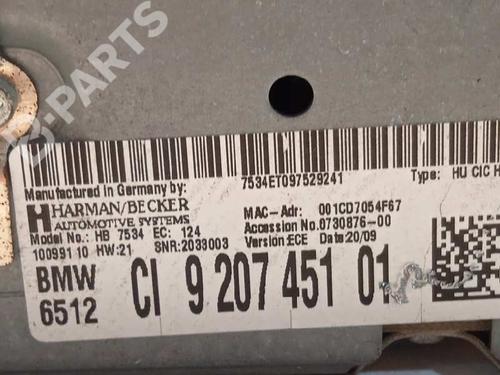 B-PARTS
Manufactured in Germany by:
7534ET097529241
HU CIC H
HARMAN/BECKER
AUTOMOTIVE SYSTEMS
MAC-Adr: 001CD7054F67
Model No.: HB 7534 EC: 124
Accession No.0730876-00
10099110 HW:21 SNR:2033003
Version:ECE Date:20/09
BMW
6512
CI 9 207 451 01